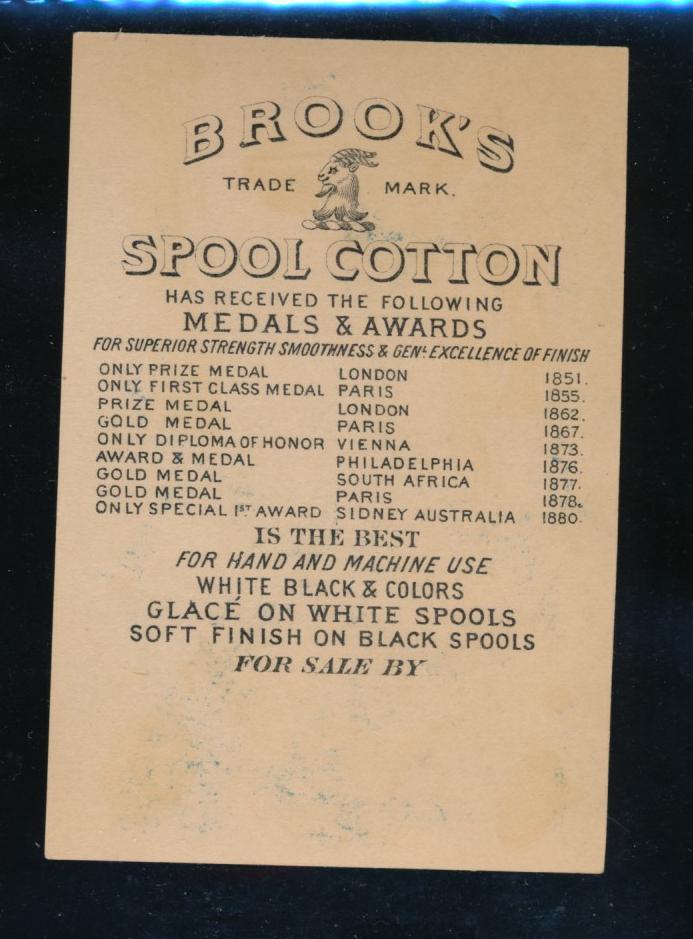 BROOK'S
TRADE MARK.
SPOOL COTTON
HAS RECEIVED THE FOLLOWING
MEDALS & AWARDS
FOR SUPERIOR STRENGTH SMOOTHNESS & GENL EXCELLENCE OF FINISH
ONLY PRIZE MEDAL LONDON 1851.
ONLY FIRST CLASS MEDAL PARIS 1855.
PRIZE MEDAL LONDON 1862.
GOLD MEDAL PARIS 1867.
ONLY DIPLOMA OF HONOR VIENNA 1873.
AWARD & MEDAL PHILADELPHIA 1876.
GOLD MEDAL SOUTH AFRICA 1877.
GOLD MEDAL PARIS 1878.
ONLY SPECIAL 1ST AWARD SIDNEY AUSTRALIA 1880.
IS THE BEST
FOR HAND AND MACHINE USE
WHITE BLACK & COLORS
GLACÉ ON WHITE SPOOLS
SOFT FINISH ON BLACK SPOOLS
FOR SALE BY